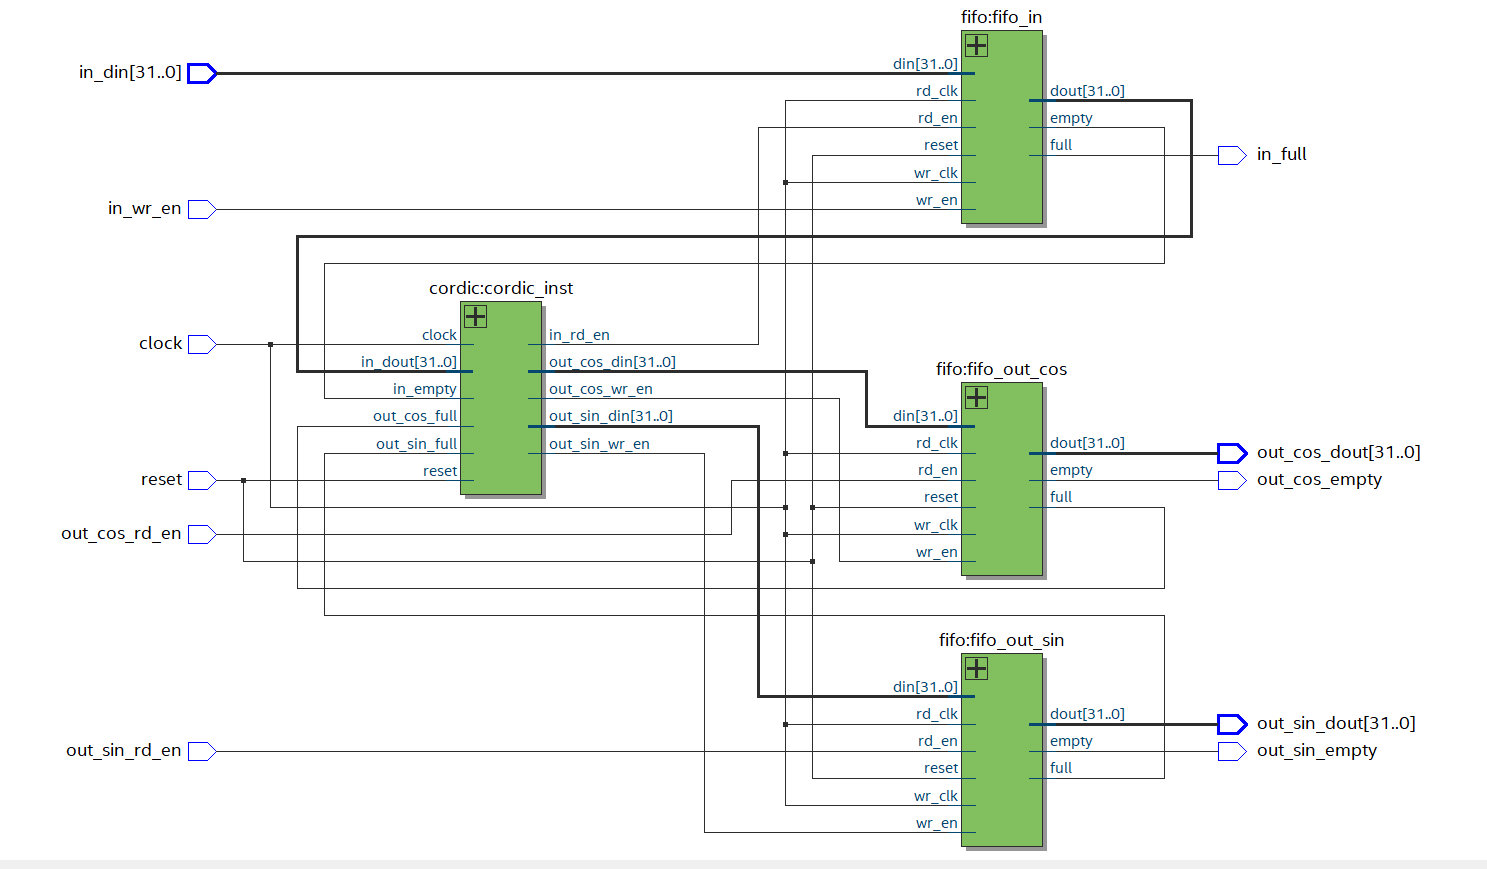 fifo:fifo_in
in_din[31..0]
din[31..0]
rd_clk
rd_en
reset
wr_clk
wr_en
dout[31..0]
empty
full
in_full
in_wr_en
cordic:cordic_inst
clock
clock
in_dout[31..0]
in_empty
out_cos_full
out_sin_full
reset
in_rd_en
out_cos_din[31..0]
out_cos_wr_en
out_sin_din[31..0]
out_sin_wr_en
reset
out_cos_rd_en
fifo:fifo_out_cos
din[31..0]
rd_clk
rd_en
reset
wr_clk
wr_en
dout[31..0]
empty
full
out_cos_dout[31..0]
out_cos_empty
fifo:fifo_out_sin
din[31..0]
rd_clk
rd_en
reset
wr_clk
wr_en
dout[31..0]
empty
full
out_sin_dout[31..0]
out_sin_empty
out_sin_rd_en